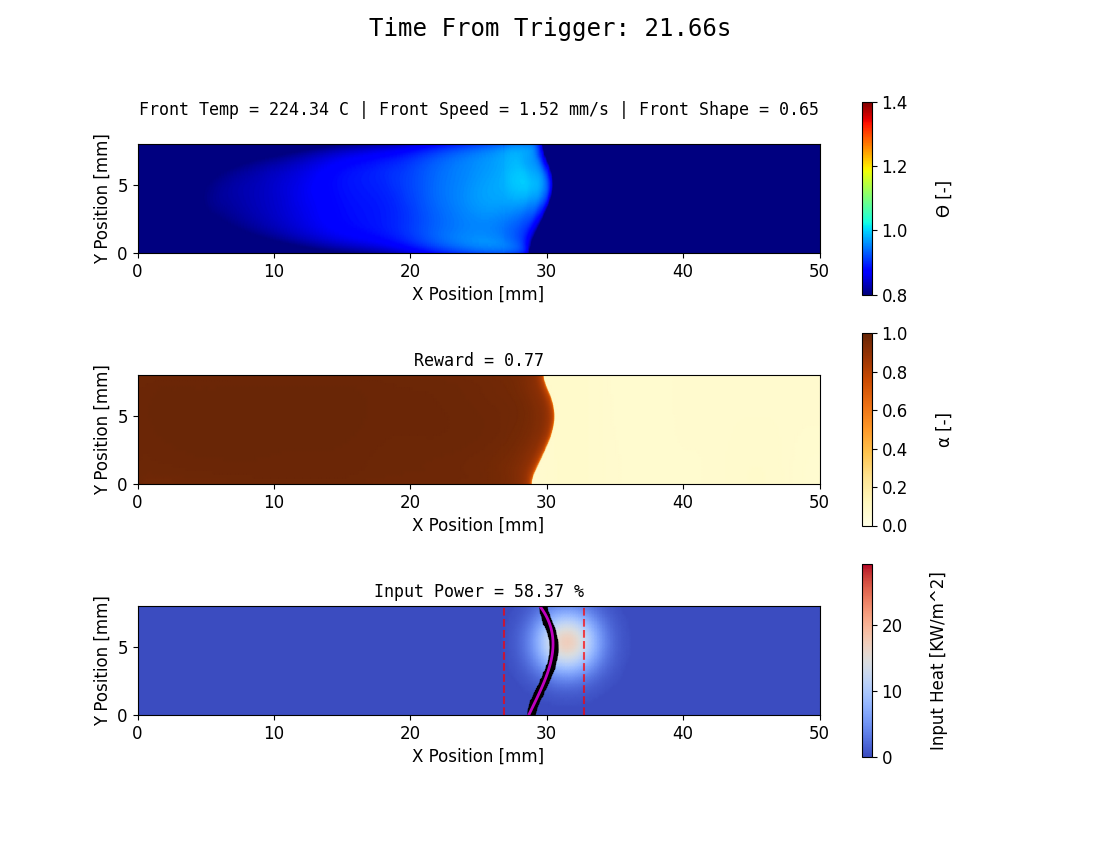 Time From Trigger: 21.66s
Front Temp = 224.34 C | Front Speed = 1.52 mm/s | Front Shape = 0.65
Y Position [mm]
5
0
0 10 20 30 40 50
X Position [mm]
1.4
1.2
1.0
0.8
Θ [-]
Reward = 0.77
Y Position [mm]
5
0
0 10 20 30 40 50
X Position [mm]
1.0
0.8
0.6
0.4
0.2
0.0
α [-]
Input Power = 58.37 %
Y Position [mm]
5
0
0 10 20 30 40 50
X Position [mm]
20
10
0
Input Heat [KW/m^2]